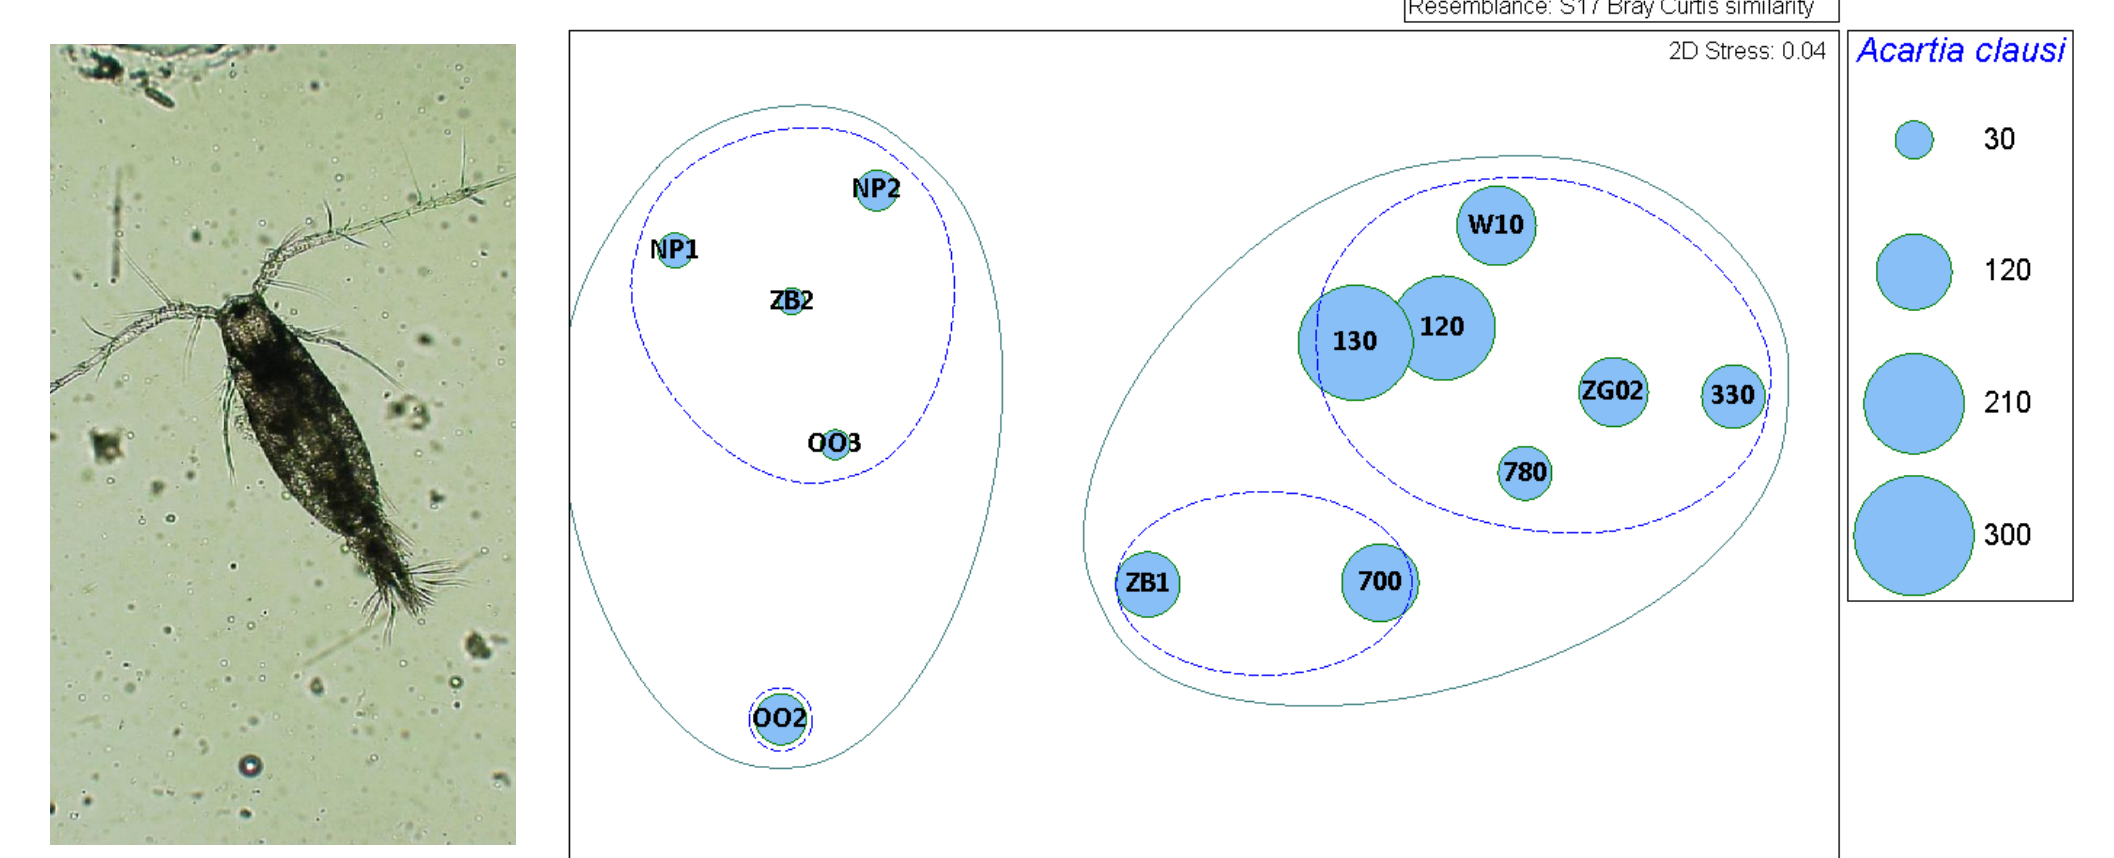 Resemblance: S17 Bray Curtis similarity
2D Stress: 0.04
Acartia clausi
30
120
210
300
NP2
NP1
ZB2
OO3
OO2
W10
130
120
ZG02
330
780
ZB1
700